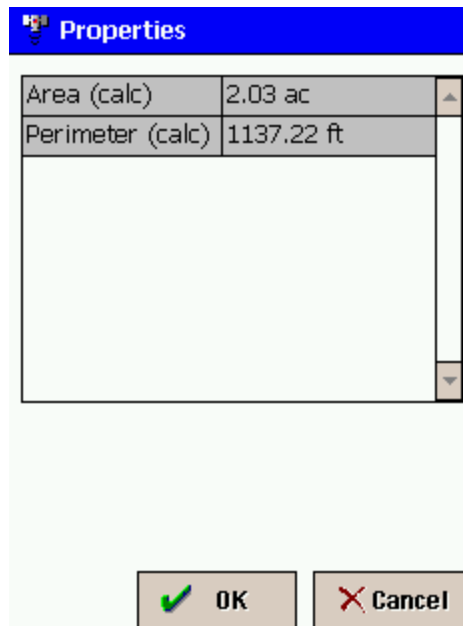 Properties
Area (calc) 2.03 ac
Perimeter (calc) 1137.22 ft
OK Cancel